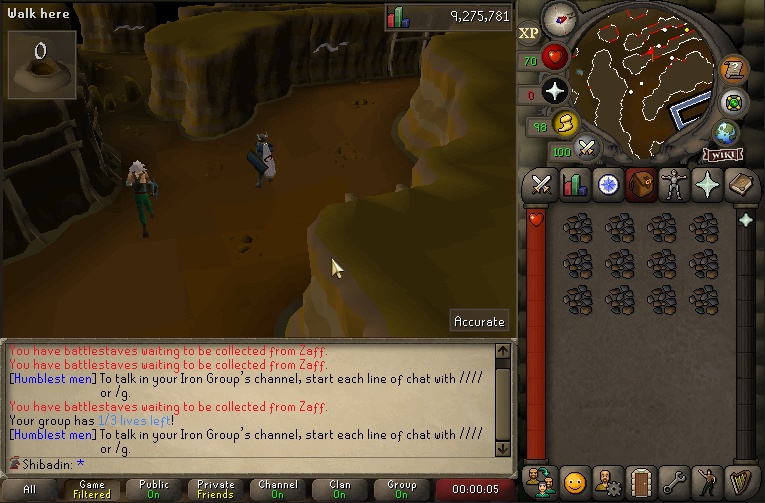 Walk here
9,275,781
0
XP
70
0
98
100
WIKI
Accurate
You have battlestaves waiting to be collected from Zaff.
You have battlestaves waiting to be collected from Zaff.
[Humblest men] To talk in your Iron Group's channel, start each line of chat with ////
or /g.
You have battlestaves waiting to be collected from Zaff.
Your group has 1/3 lives left!
[Humblest men] To talk in your Iron Group's channel, start each line of chat with ////
or /g.
Shibadin: *
All
Game
Filtered
Public
On
Private
Friends
Channel
On
Clan
On
Group
On
00:00:05